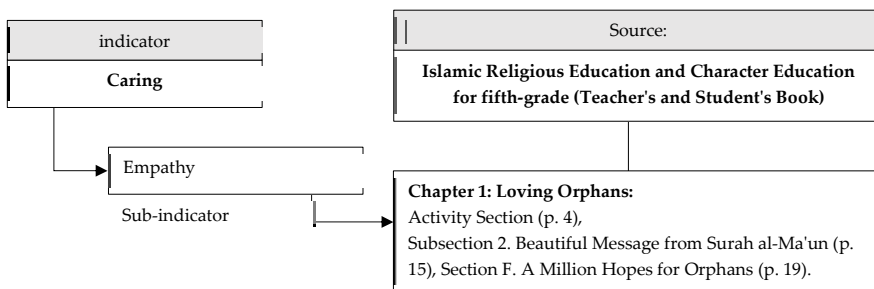 indicator
Caring
Source:
Islamic Religious Education and Character Education
for fifth-grade (Teacher's and Student's Book)
Empathy
Sub-indicator
Chapter 1: Loving Orphans:
Activity Section (p. 4),
Subsection 2. Beautiful Message from Surah al-Ma'un (p.
15), Section F. A Million Hopes for Orphans (p. 19).